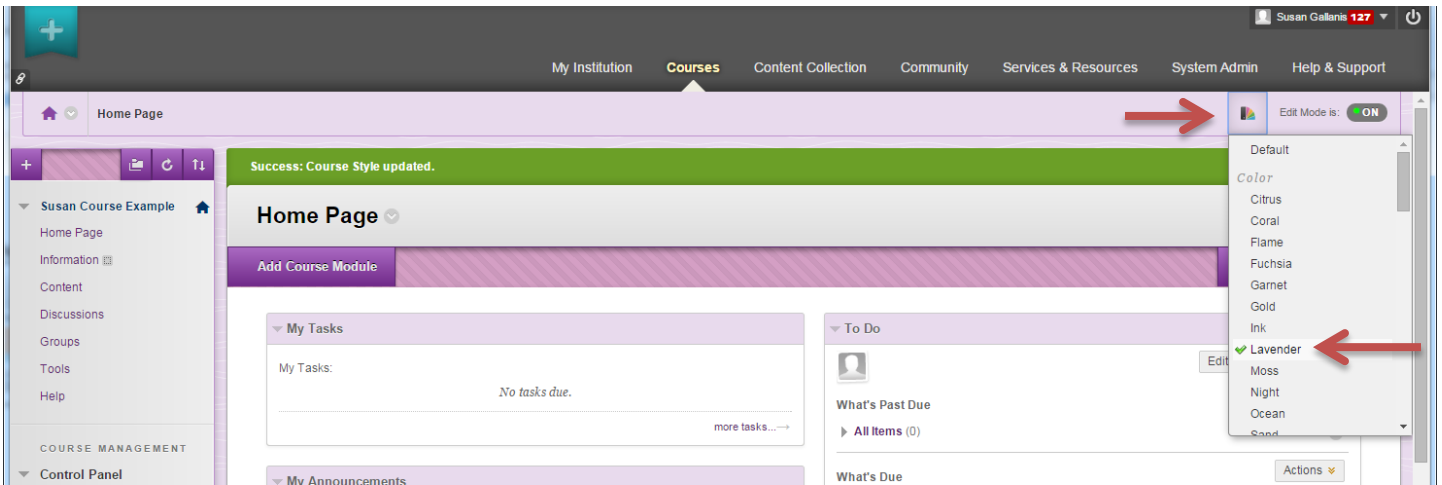 Susan Gallanis 127
My Institution Courses Content Collection Community Services & Resources System Admin Help & Support
Home Page
Edit Mode is: ON
Success: Course Style updated.
Susan Course Example
Home Page
Information
Content
Discussions
Groups
Tools
Help
COURSE MANAGEMENT
Control Panel
Home Page
Add Course Module
My Tasks
My Tasks:
No tasks due.
more tasks...→
My Announcements
To Do
Edit
What's Past Due
All Items (0)
What's Due
Actions
Default
Color
Citrus
Coral
Flame
Fuchsia
Garnet
Gold
Ink
Lavender
Moss
Night
Ocean
Sand